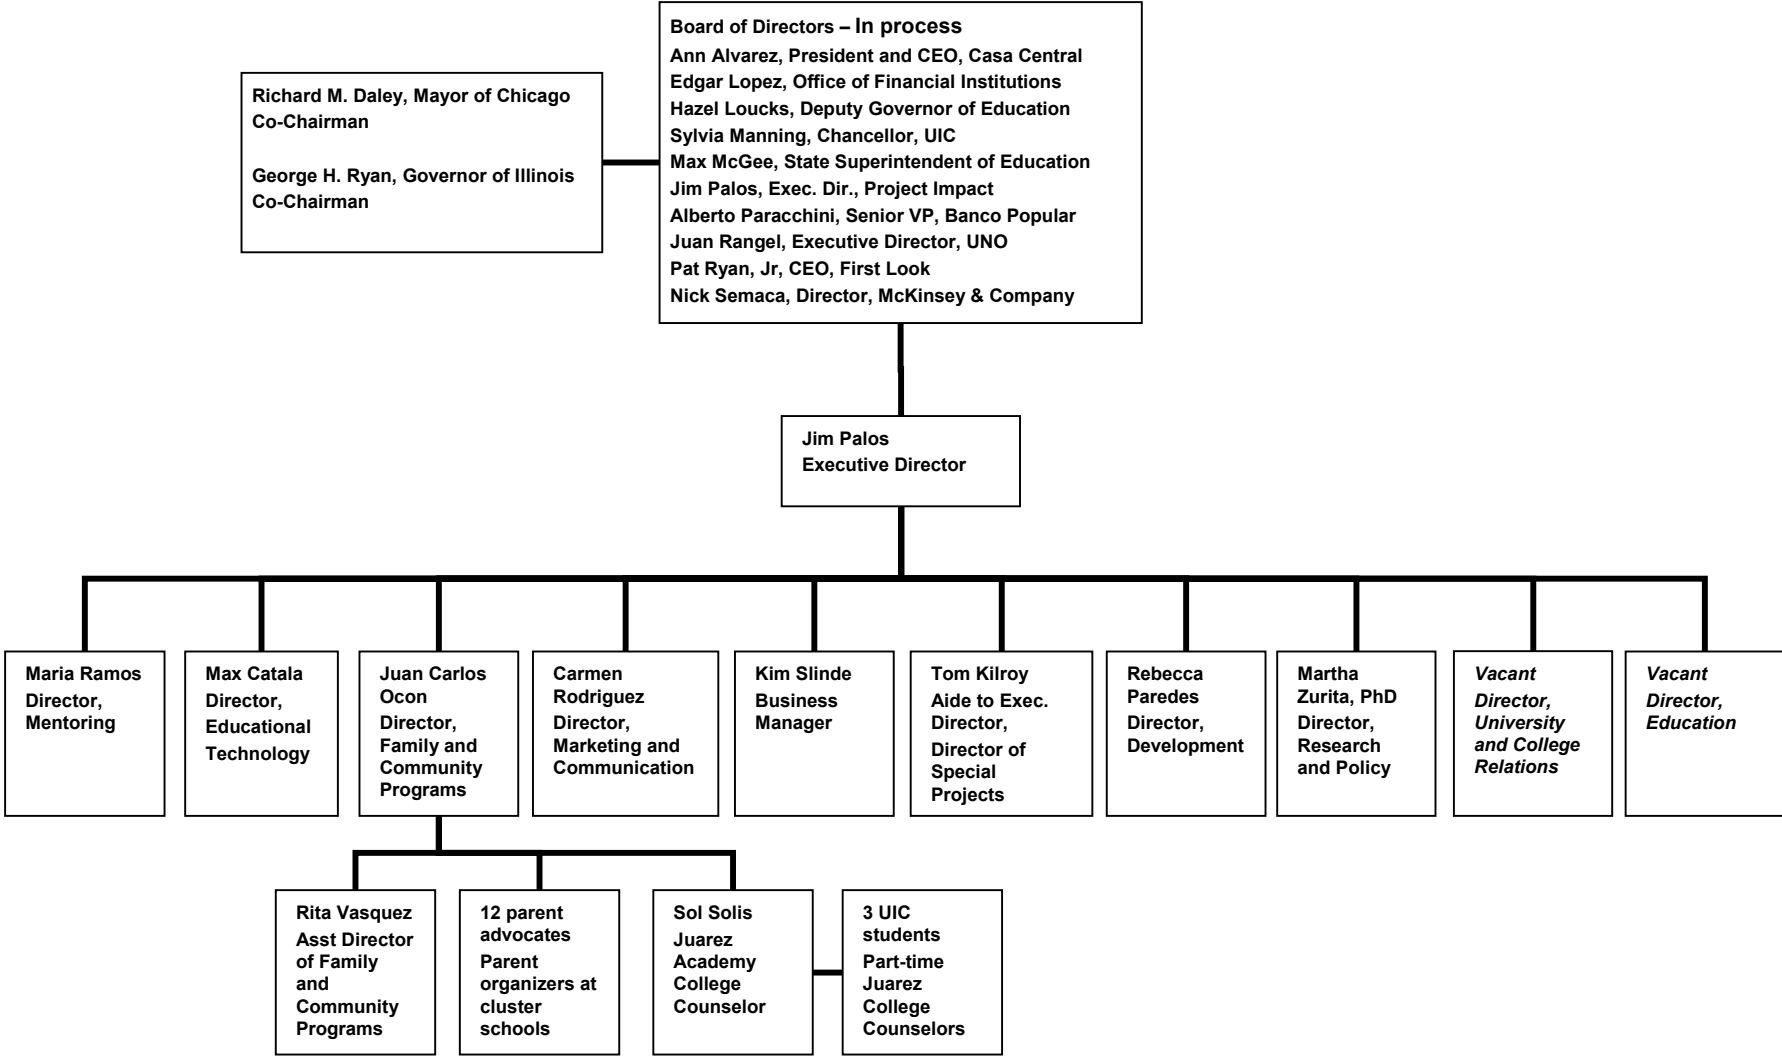 Board of Directors – In process
Ann Alvarez, President and CEO, Casa Central
Edgar Lopez, Office of Financial Institutions
Hazel Loucks, Deputy Governor of Education
Sylvia Manning, Chancellor, UIC
Max McGee, State Superintendent of Education
Jim Palos, Exec. Dir., Project Impact
Alberto Paracchini, Senior VP, Banco Popular
Juan Rangel, Executive Director, UNO
Pat Ryan, Jr, CEO, First Look
Nick Semaca, Director, McKinsey & Company
Richard M. Daley, Mayor of Chicago
Co-Chairman
George H. Ryan, Governor of Illinois
Co-Chairman
Jim Palos
Executive Director
Maria Ramos
Director,
Mentoring
Max Catala
Director,
Educational
Technology
Juan Carlos
Ocon
Director,
Family and
Community
Programs
Carmen
Rodriguez
Director,
Marketing and
Communication
Kim Slinde
Business
Manager
Tom Kilroy
Aide to Exec.
Director,
Director of
Special
Projects
Rebecca
Paredes
Director,
Development
Martha
Zurita, PhD
Director,
Research
and Policy
Vacant
Director,
University
and College
Relations
Vacant
Director,
Education
Rita Vasquez
Asst Director
of Family
and
Community
Programs
12 parent
advocates
Parent
organizers at
cluster
schools
Sol Solis
Juarez
Academy
College
Counselor
3 UIC
students
Part-time
Juarez
College
Counselors